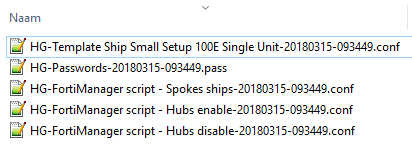 Naam
HG-Template Ship Small Setup 100E Single Unit-20180315-093449.conf
HG-Passwords-20180315-093449.pass
HG-FortiManager script - Spokes ships-20180315-093449.conf
HG-FortiManager script - Hubs enable-20180315-093449.conf
HG-FortiManager script - Hubs disable-20180315-093449.conf